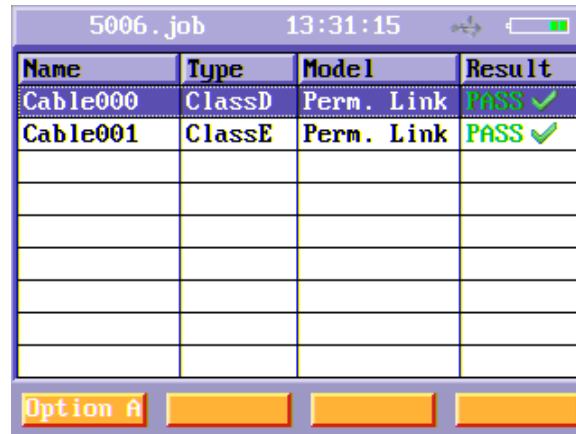 5006.job 13:31:15
Name Type Model Result
Cable000 ClassD Perm. Link PASS
Cable001 ClassE Perm. Link PASS
Option A